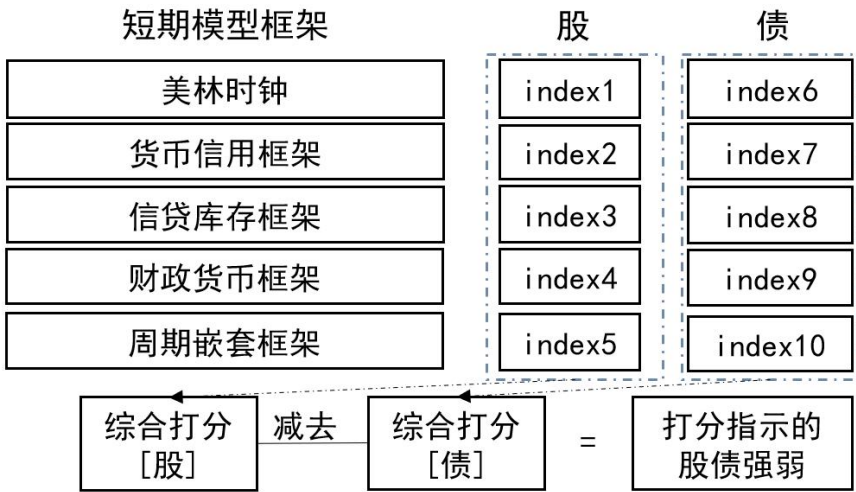 短期模型框架 股 债
美林时钟 index1 index6
货币信用框架 index2 index7
信贷库存框架 index3 index8
财政货币框架 index4 index9
周期嵌套框架 index5 index10
综合打分 减去 综合打分 = 打分指示的
[股] [债] 股债强弱